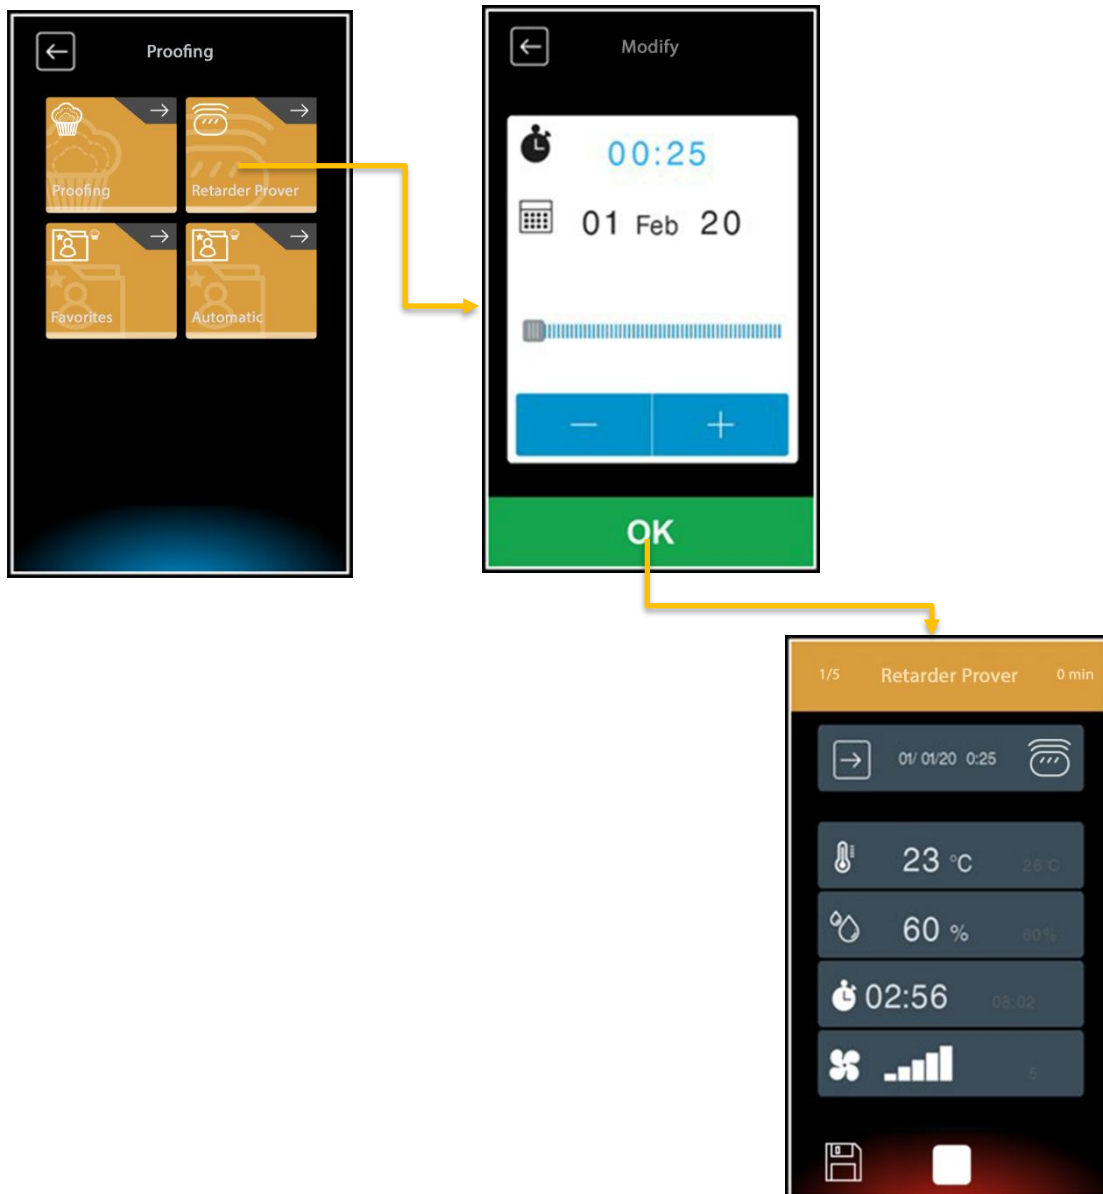 Proofing
Proofing
Retarder Prover
Favorites
Automatic
Modify
00:25
01 Feb 20
OK
1/5 Retarder Prover 0 min
01/ 01/20 0:25
23 °C 26°C
60 % 60%
02:56 08:02
5